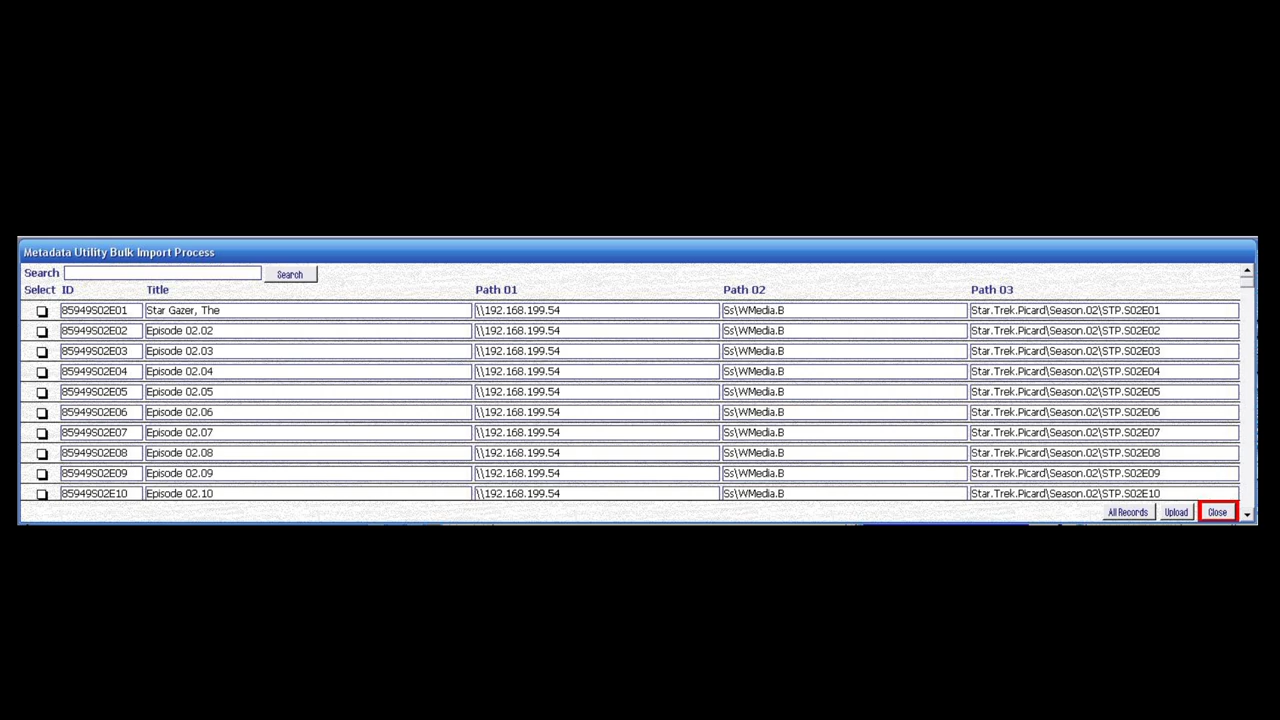 Metadata Utility Bulk Import Process
Search Search
Select ID Title Path 01 Path 02 Path 03
85949S02E01 Star Gazer, The \\192.168.199.54 Ss\WMedia.B Star.Trek.Picard\Season.02\STP.S02E01
85949S02E02 Episode 02.02 \\192.168.199.54 Ss\WMedia.B Star.Trek.Picard\Season.02\STP.S02E02
85949S02E03 Episode 02.03 \\192.168.199.54 Ss\WMedia.B Star.Trek.Picard\Season.02\STP.S02E03
85949S02E04 Episode 02.04 \\192.168.199.54 Ss\WMedia.B Star.Trek.Picard\Season.02\STP.S02E04
85949S02E05 Episode 02.05 \\192.168.199.54 Ss\WMedia.B Star.Trek.Picard\Season.02\STP.S02E05
85949S02E06 Episode 02.06 \\192.168.199.54 Ss\WMedia.B Star.Trek.Picard\Season.02\STP.S02E06
85949S02E07 Episode 02.07 \\192.168.199.54 Ss\WMedia.B Star.Trek.Picard\Season.02\STP.S02E07
85949S02E08 Episode 02.08 \\192.168.199.54 Ss\WMedia.B Star.Trek.Picard\Season.02\STP.S02E08
85949S02E09 Episode 02.09 \\192.168.199.54 Ss\WMedia.B Star.Trek.Picard\Season.02\STP.S02E09
85949S02E10 Episode 02.10 \\192.168.199.54 Ss\WMedia.B Star.Trek.Picard\Season.02\STP.S02E10
All Records Upload Close